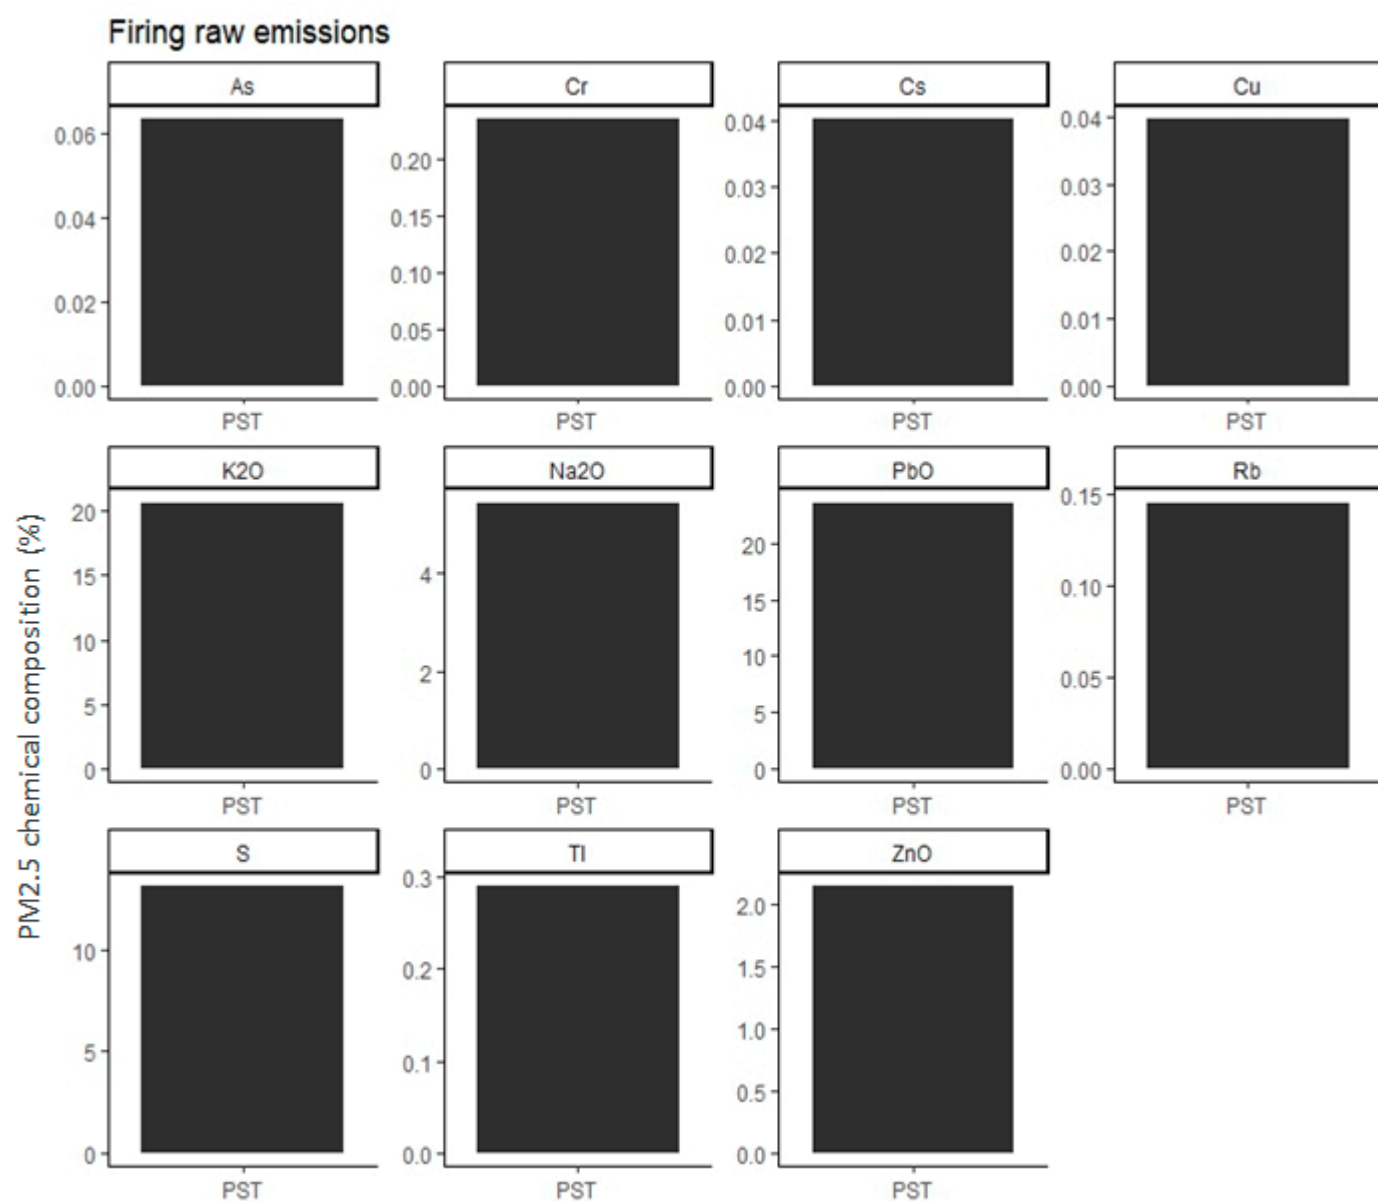 Firing raw emissions
As Cr Cs Cu
0.06 0.20 0.04 0.04
0.04 0.15 0.03 0.03
0.02 0.10 0.02 0.02
0.05 0.01 0.01
0.00 0.00 0.00 0.00
PST PST PST PST
K2O Na2O PbO Rb
20 4 20 0.15
15 2 15 0.10
10 0 10 0.05
5 5 0.00
0 0
PST PST PST PST
S Tl ZnO
10 0.3 2.0
5 0.2 1.5
0 0.1 1.0
0.0 0.5
0.0
PST PST PST
PM2.5 chemical composition (%)